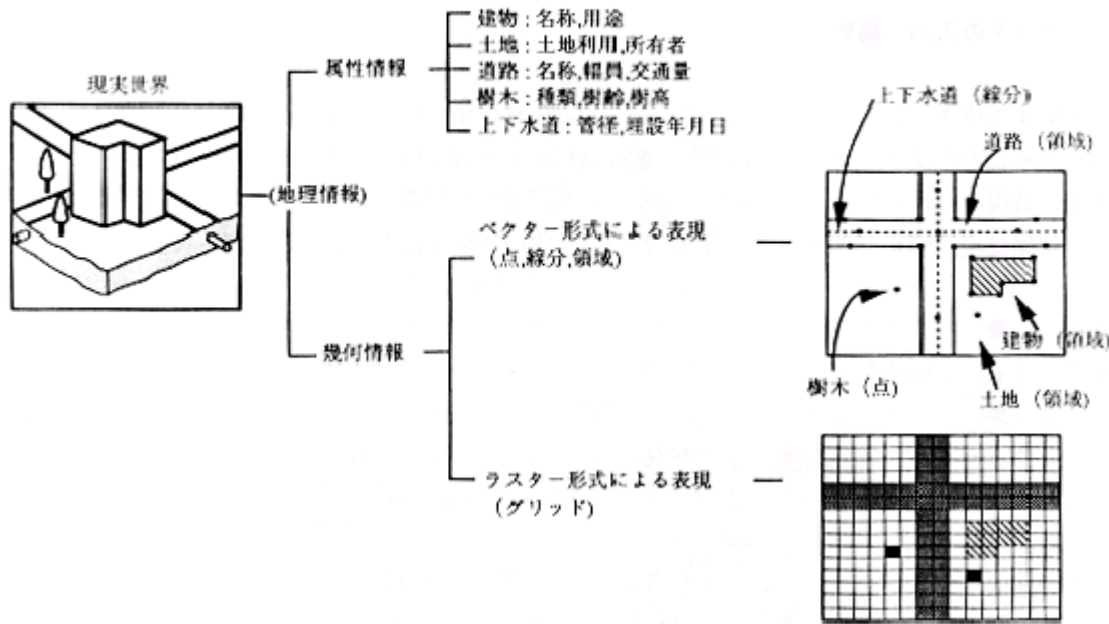 現実世界
(地理情報)
属性情報
建物：名称,用途
土地：土地利用,所有者
道路：名称,幅員,交通量
樹木：種類,樹齢,樹高
上下水道：管径,埋設年月日
幾何情報
ベクター形式による表現
(点,線分,領域)
上下水道 (線分)
道路 (領域)
建物 (領域)
樹木 (点)
土地 (領域)
ラスター形式による表現
(グリッド)